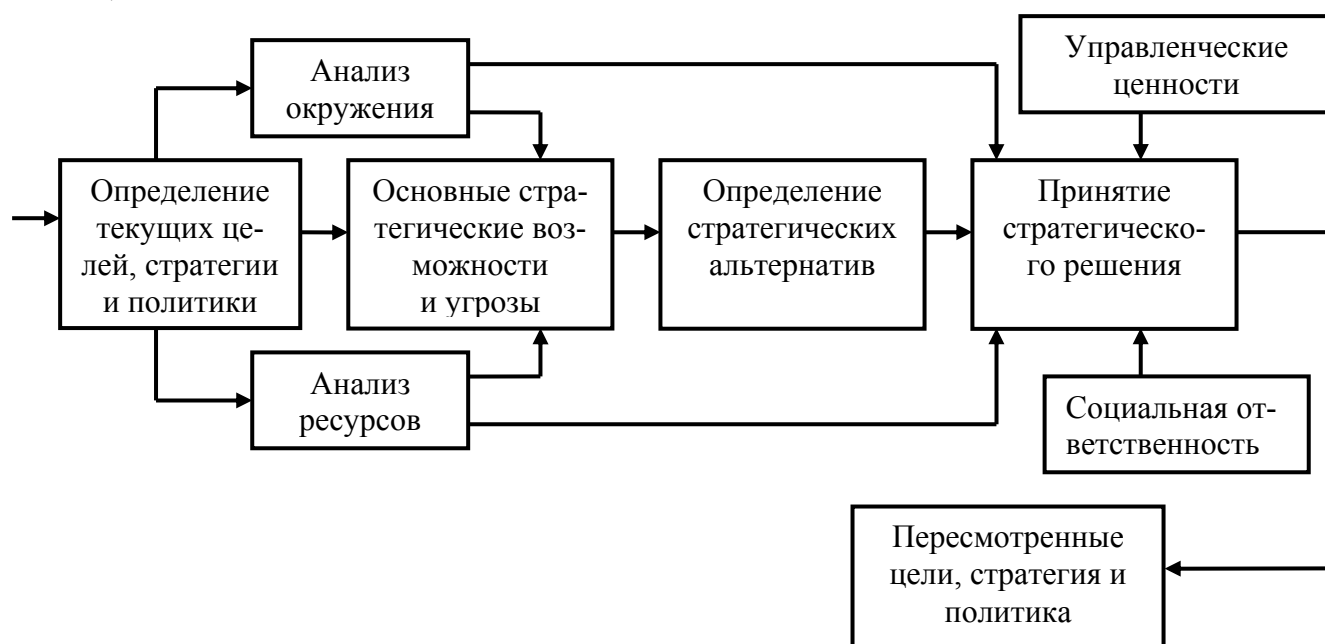 Анализ
окружения
Управленческие
ценности
Определение
текущих це-
лей, стратегии
и политики
Основные стра-
тегические воз-
можности
и угрозы
Определение
стратегических
альтернатив
Принятие
стратегическо-
го решения
Анализ
ресурсов
Социальная от-
ветственность
Пересмотренные
цели, стратегия и
политика